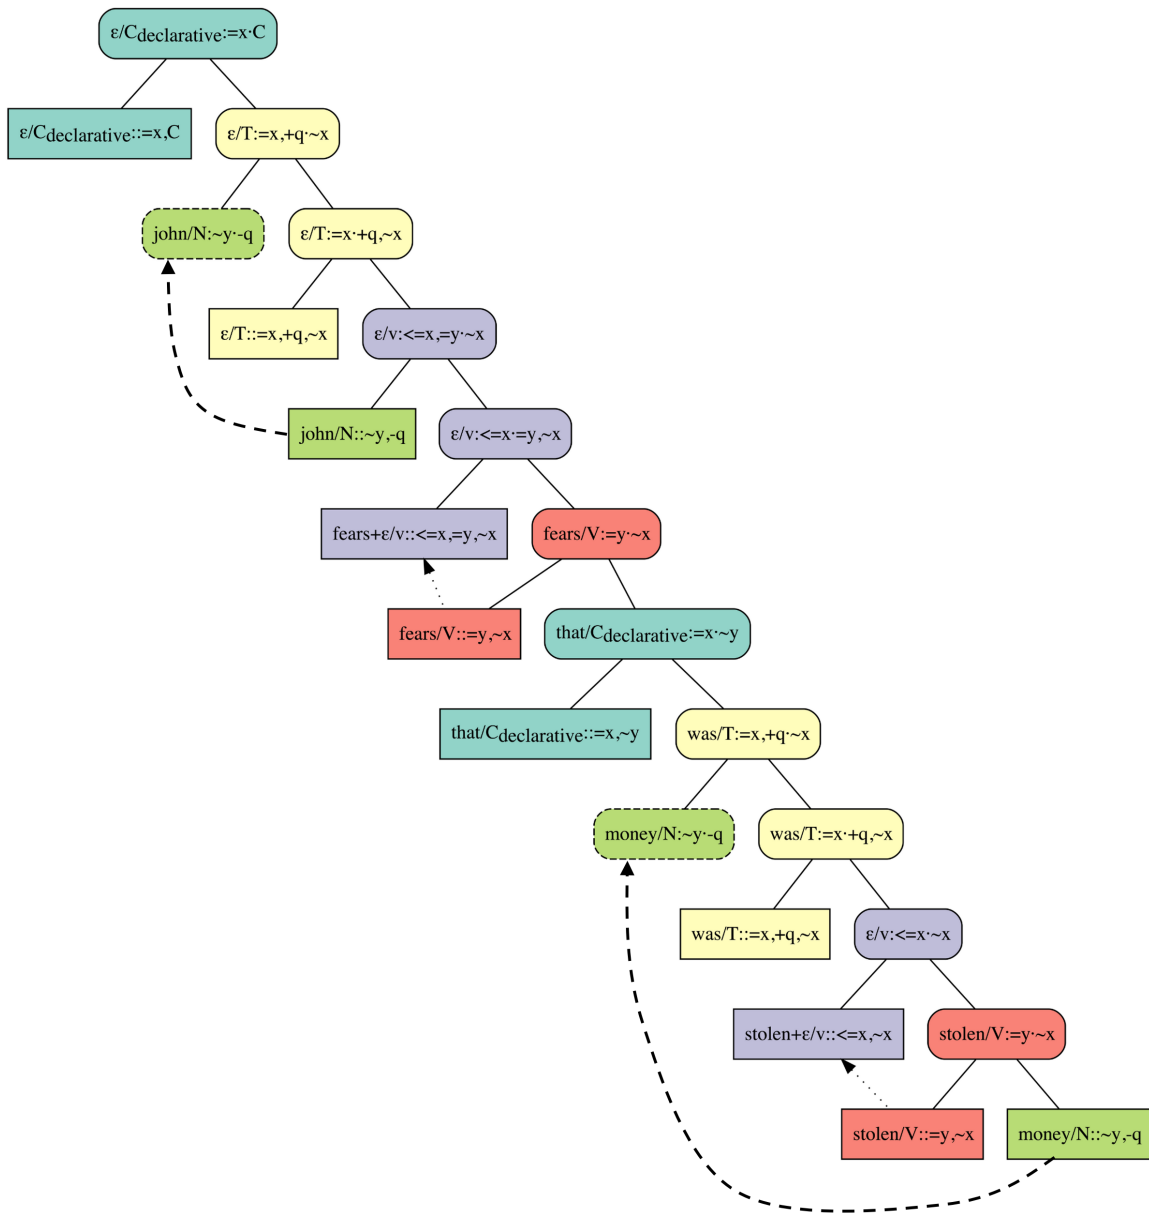 ε/Cdeclarative:=x·C
ε/Cdeclarative::=x,C
ε/T:=x,+q·~x
john/N:~y·-q
ε/T:=x·+q,~x
ε/T::=x,+q,~x
ε/v:<=x,=y·~x
john/N::~y,-q
ε/v:<=x·=y,~x
fears+ε/v::<=x,=y,~x
fears/V:=y·~x
fears/V::=y,~x
that/Cdeclarative:=x·~y
that/Cdeclarative::=x,~y
was/T:=x,+q·~x
money/N:~y·-q
was/T:=x·+q,~x
was/T::=x,+q,~x
ε/v:<=x·~x
stolen+ε/v::<=x,~x
stolen/V:=y·~x
stolen/V::=y,~x
money/N::~y,-q